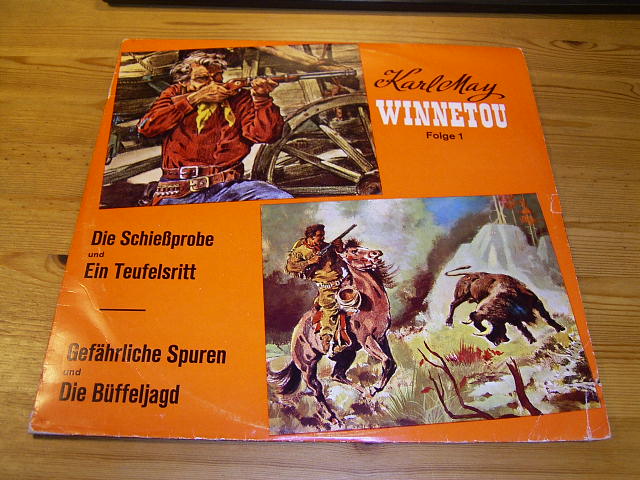 Karl May
WINNETOU
Folge 1
Die Schießprobe
und
Ein Teufelsritt
Gefährliche Spuren
und
Die Büffeljagd